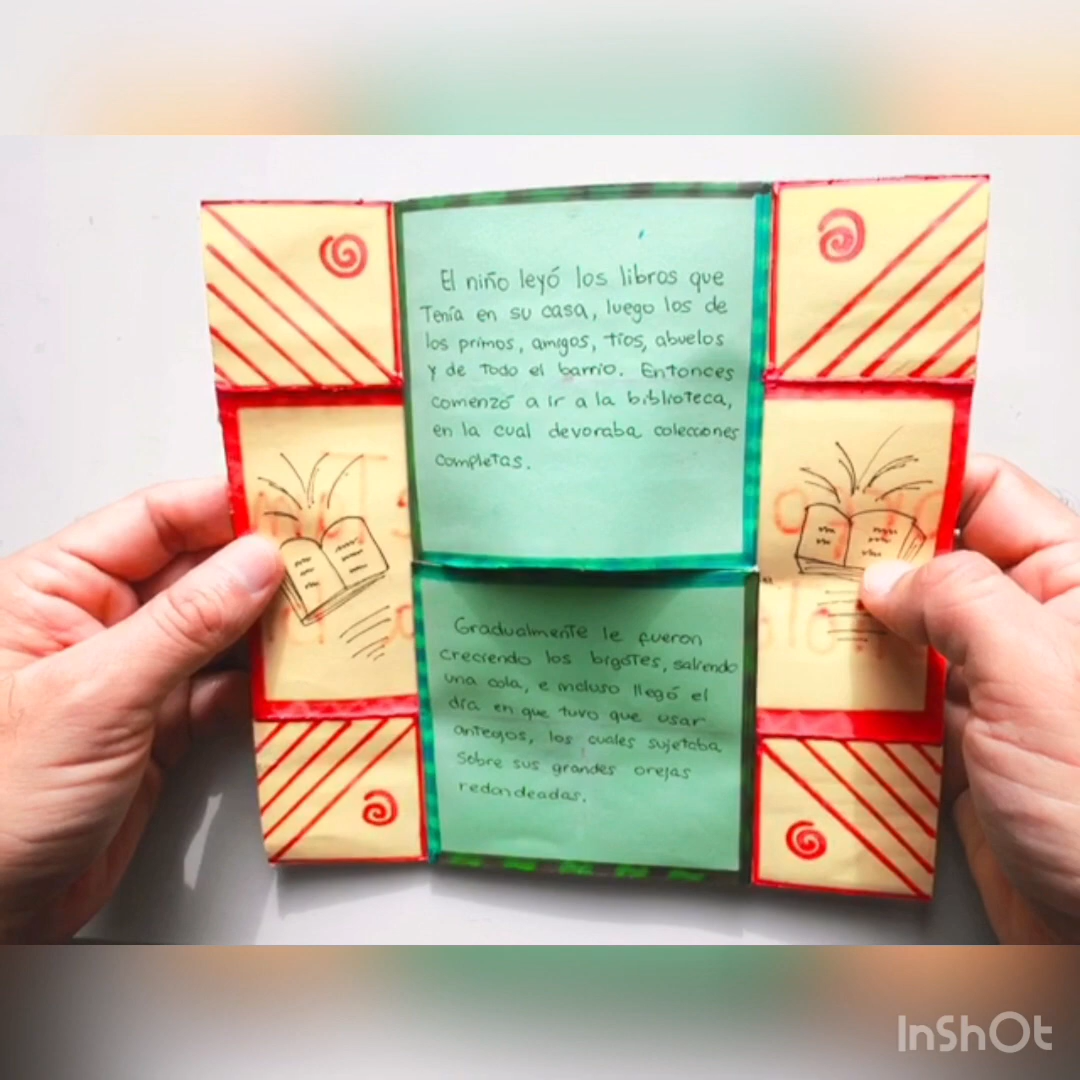 El niño leyó los libros que
Tenía en su casa, luego los de
los primos, amigos, tíos, abuelos
y de Todo el barrio. Entonces
comenzó a ir a la biblioteca,
en la cual devoraba colecciones
completas.
Gradualmente le fueron
creciendo los bigotes, saliendo
una cola, e incluso llegó el
día en que tuvo que usar
anteojos, los cuales sujetaba
Sobre sus grandes orejas
redondeadas.
InShOt